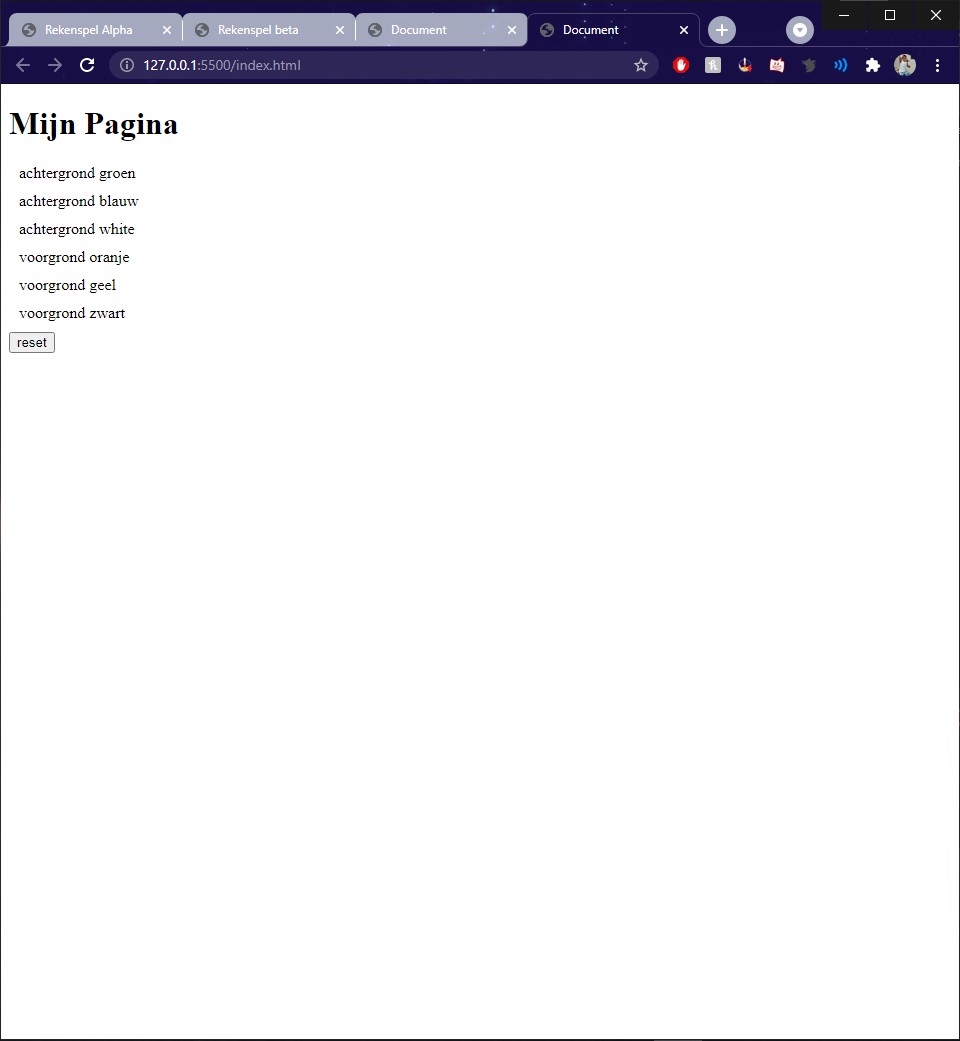 Rekenspel Alpha
Rekenspel beta
Document
Document
127.0.0.1:5500/index.html
Mijn Pagina
achtergrond groen
achtergrond blauw
achtergrond white
voorgrond oranje
voorgrond geel
voorgrond zwart
reset